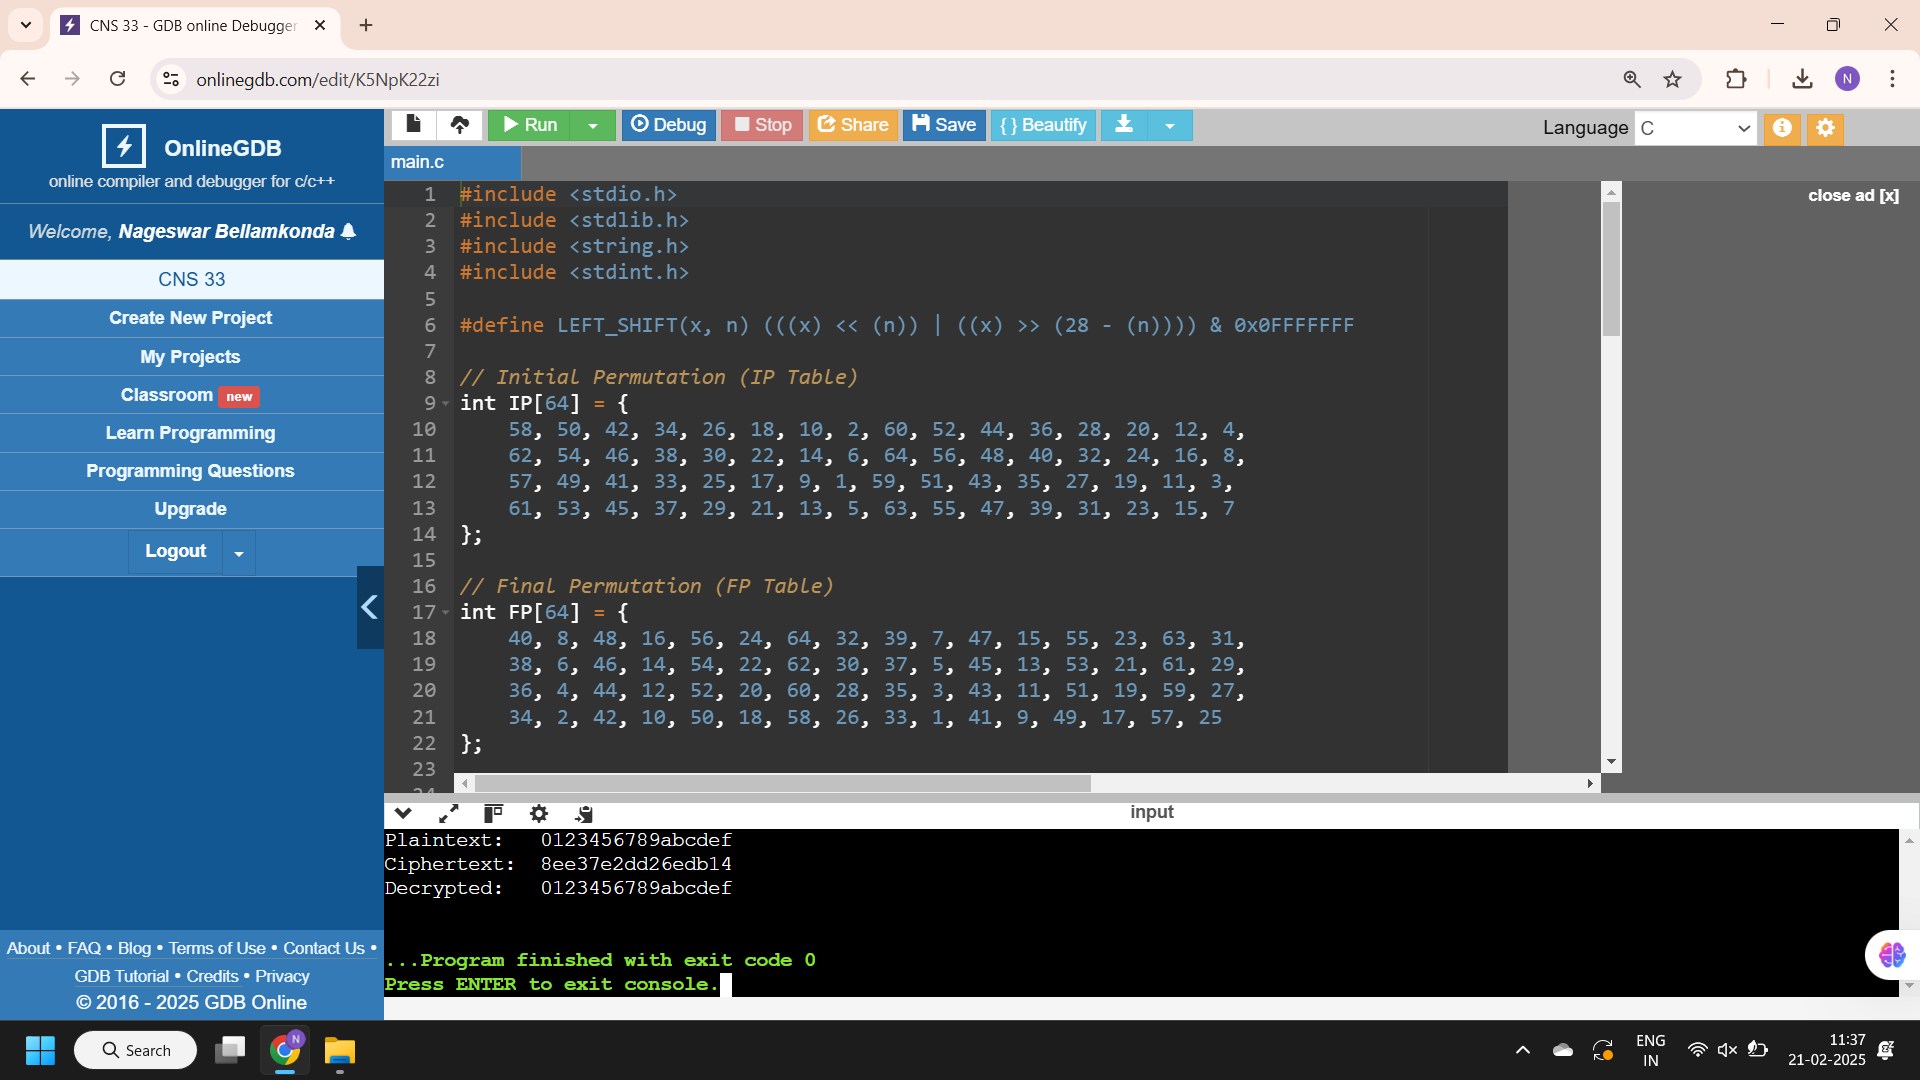 CNS 33 - GDB online Debugger
onlinegdb.com/edit/K5NpK22zi
N
OnlineGDB
online compiler and debugger for c/c++
Welcome, Nageswar Bellamkonda
CNS 33
Create New Project
My Projects
Classroom new
Learn Programming
Programming Questions
Upgrade
Logout
About • FAQ • Blog • Terms of Use • Contact Us •
GDB Tutorial • Credits • Privacy
© 2016 - 2025 GDB Online
Run Debug Stop Share Save { } Beautify
Language C
main.c
close ad [x]
1 #include <stdio.h>
2 #include <stdlib.h>
3 #include <string.h>
4 #include <stdint.h>
5
6 #define LEFT_SHIFT(x, n) (((x) << (n)) | ((x) >> (28 - (n)))) & 0x0FFFFFFF
7
8 // Initial Permutation (IP Table)
9 int IP[64] = {
10 58, 50, 42, 34, 26, 18, 10, 2, 60, 52, 44, 36, 28, 20, 12, 4,
11 62, 54, 46, 38, 30, 22, 14, 6, 64, 56, 48, 40, 32, 24, 16, 8,
12 57, 49, 41, 33, 25, 17, 9, 1, 59, 51, 43, 35, 27, 19, 11, 3,
13 61, 53, 45, 37, 29, 21, 13, 5, 63, 55, 47, 39, 31, 23, 15, 7
14 };
15
16 // Final Permutation (FP Table)
17 int FP[64] = {
18 40, 8, 48, 16, 56, 24, 64, 32, 39, 7, 47, 15, 55, 23, 63, 31,
19 38, 6, 46, 14, 54, 22, 62, 30, 37, 5, 45, 13, 53, 21, 61, 29,
20 36, 4, 44, 12, 52, 20, 60, 28, 35, 3, 43, 11, 51, 19, 59, 27,
21 34, 2, 42, 10, 50, 18, 58, 26, 33, 1, 41, 9, 49, 17, 57, 25
22 };
23
24
input
Plaintext: 0123456789abcdef
Ciphertext: 8ee37e2dd26edb14
Decrypted: 0123456789abcdef
...Program finished with exit code 0
Press ENTER to exit console.
Search
N
ENG
IN
11:37
21-02-2025